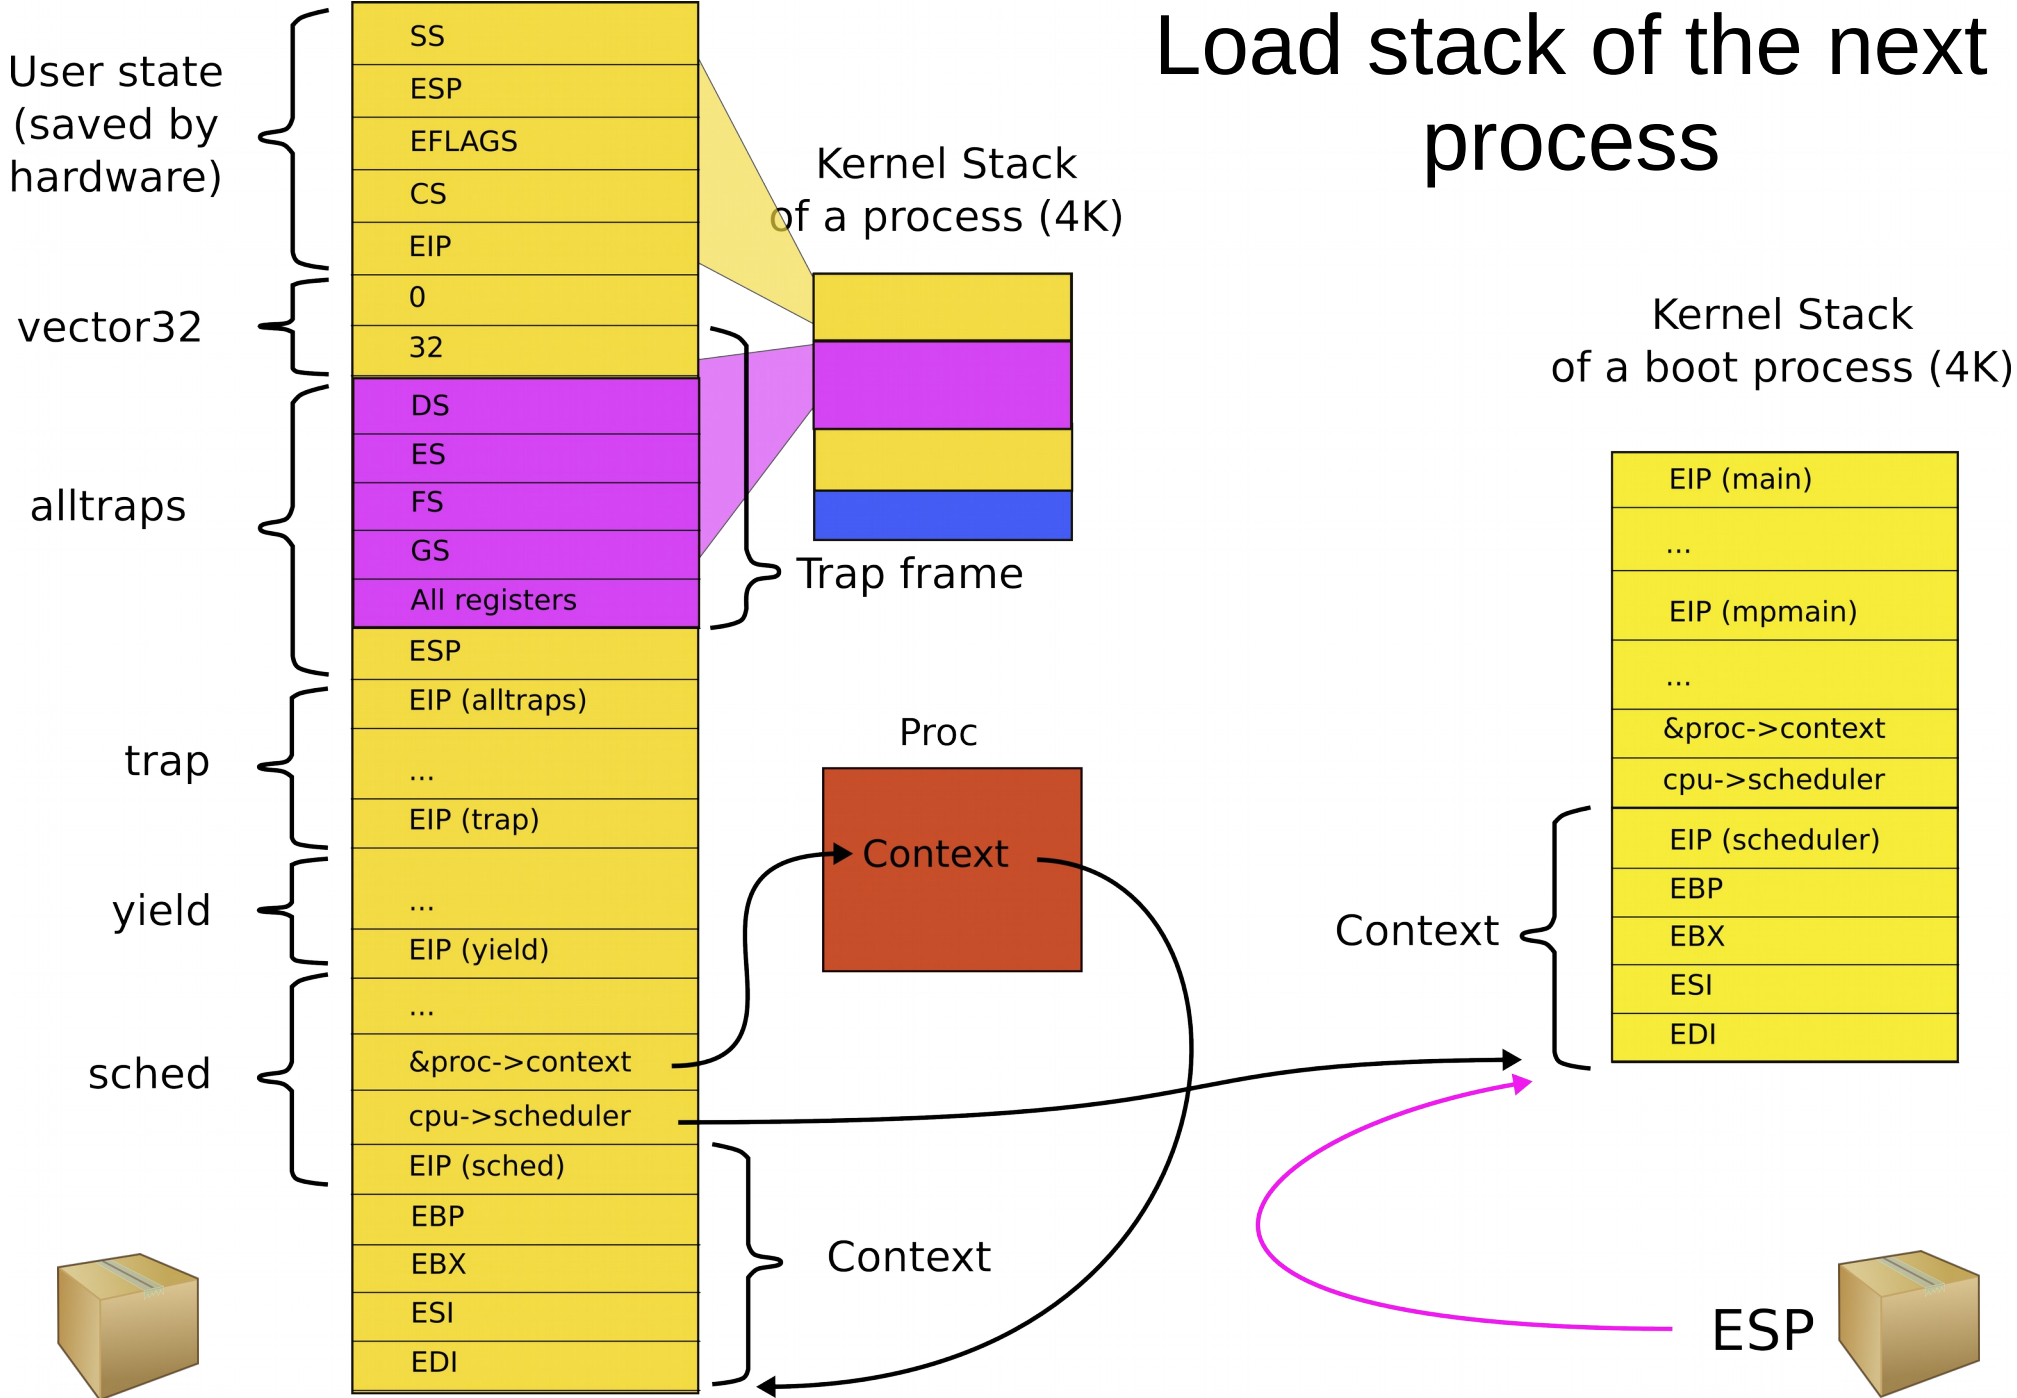 Load stack of the next
process
User state
(saved by
hardware)
vector32
alltraps
trap
yield
sched
SS
ESP
EFLAGS
CS
EIP
0
32
DS
ES
FS
GS
All registers
ESP
EIP (alltraps)
...
EIP (trap)
...
EIP (yield)
...
&proc->context
cpu->scheduler
EIP (sched)
EBP
EBX
ESI
EDI
Kernel Stack
of a process (4K)
Trap frame
Proc
Context
Context
Kernel Stack
of a boot process (4K)
EIP (main)
...
EIP (mpmain)
...
&proc->context
cpu->scheduler
EIP (scheduler)
EBP
EBX
ESI
EDI
Context
ESP